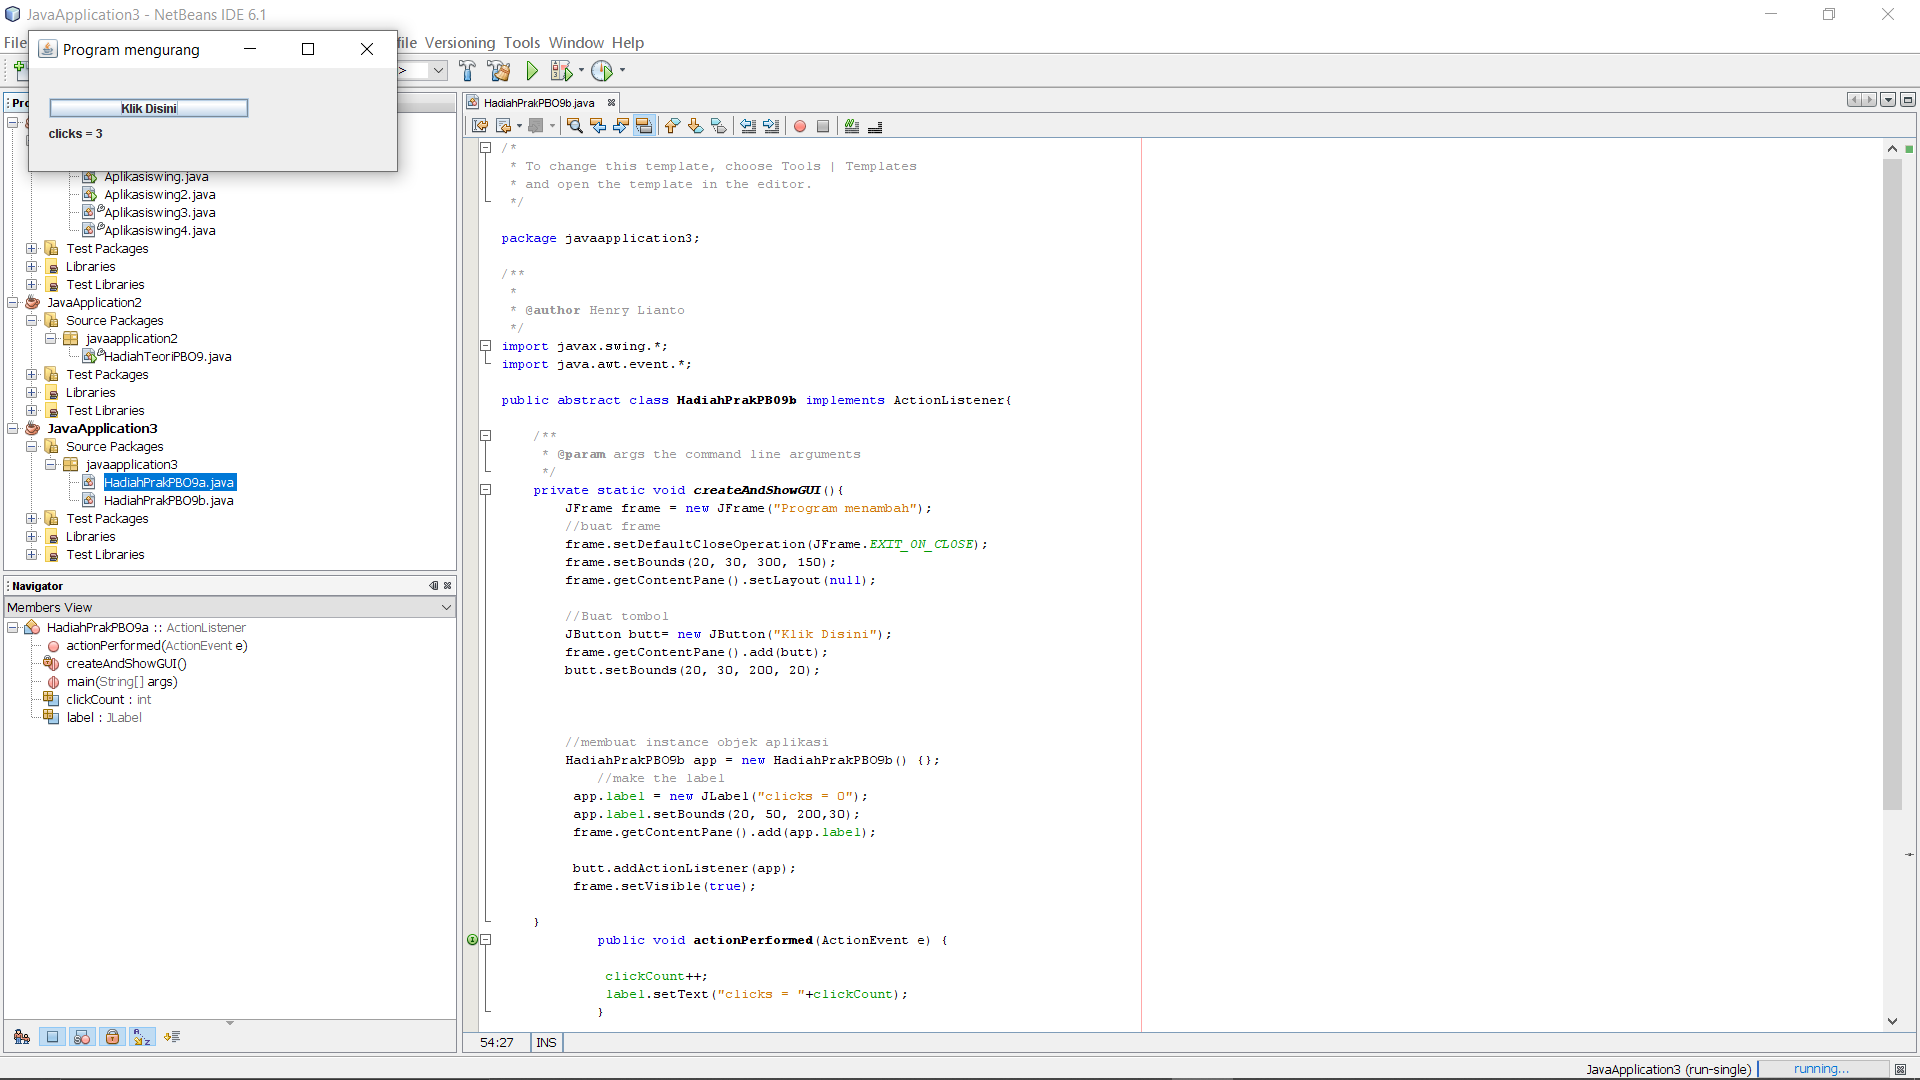 JavaApplication3 - NetBeans IDE 6.1
File
file Versioning Tools Window Help
Program mengurang
Klik Disini
clicks = 3
>
Pro
HadiahPrakPBO9b.java
Aplikasiswing.java
Aplikasiswing2.java
Aplikasiswing3.java
Aplikasiswing4.java
Test Packages
Libraries
Test Libraries
JavaApplication2
Source Packages
javaapplication2
HadiahTeoriPBO9.java
Test Packages
Libraries
Test Libraries
JavaApplication3
Source Packages
javaapplication3
HadiahPrakPBO9a.java
HadiahPrakPBO9b.java
Test Packages
Libraries
Test Libraries
Navigator
Members View
HadiahPrakPBO9a :: ActionListener
actionPerformed(ActionEvent e)
createAndShowGUI()
main(String[] args)
clickCount : int
label : JLabel
/*
* To change this template, choose Tools | Templates
* and open the template in the editor.
*/
package javaapplication3;
/**
*
* @author Henry Lianto
*/
import javax.swing.*;
import java.awt.event.*;
public abstract class HadiahPrakPBO9b implements ActionListener{
/**
* @param args the command line arguments
*/
private static void createAndShowGUI(){
JFrame frame = new JFrame("Program menambah");
//buat frame
frame.setDefaultCloseOperation(JFrame.EXIT_ON_CLOSE);
frame.setBounds(20, 30, 300, 150);
frame.getContentPane().setLayout(null);
//Buat tombol
JButton butt= new JButton("Klik Disini");
frame.getContentPane().add(butt);
butt.setBounds(20, 30, 200, 20);
//membuat instance objek aplikasi
HadiahPrakPBO9b app = new HadiahPrakPBO9b() {};
//make the label
app.label = new JLabel("clicks = 0");
app.label.setBounds(20, 50, 200,30);
frame.getContentPane().add(app.label);
butt.addActionListener(app);
frame.setVisible(true);
}
public void actionPerformed(ActionEvent e) {
clickCount++;
label.setText("clicks = "+clickCount);
}
54:27 INS
JavaApplication3 (run-single) running...